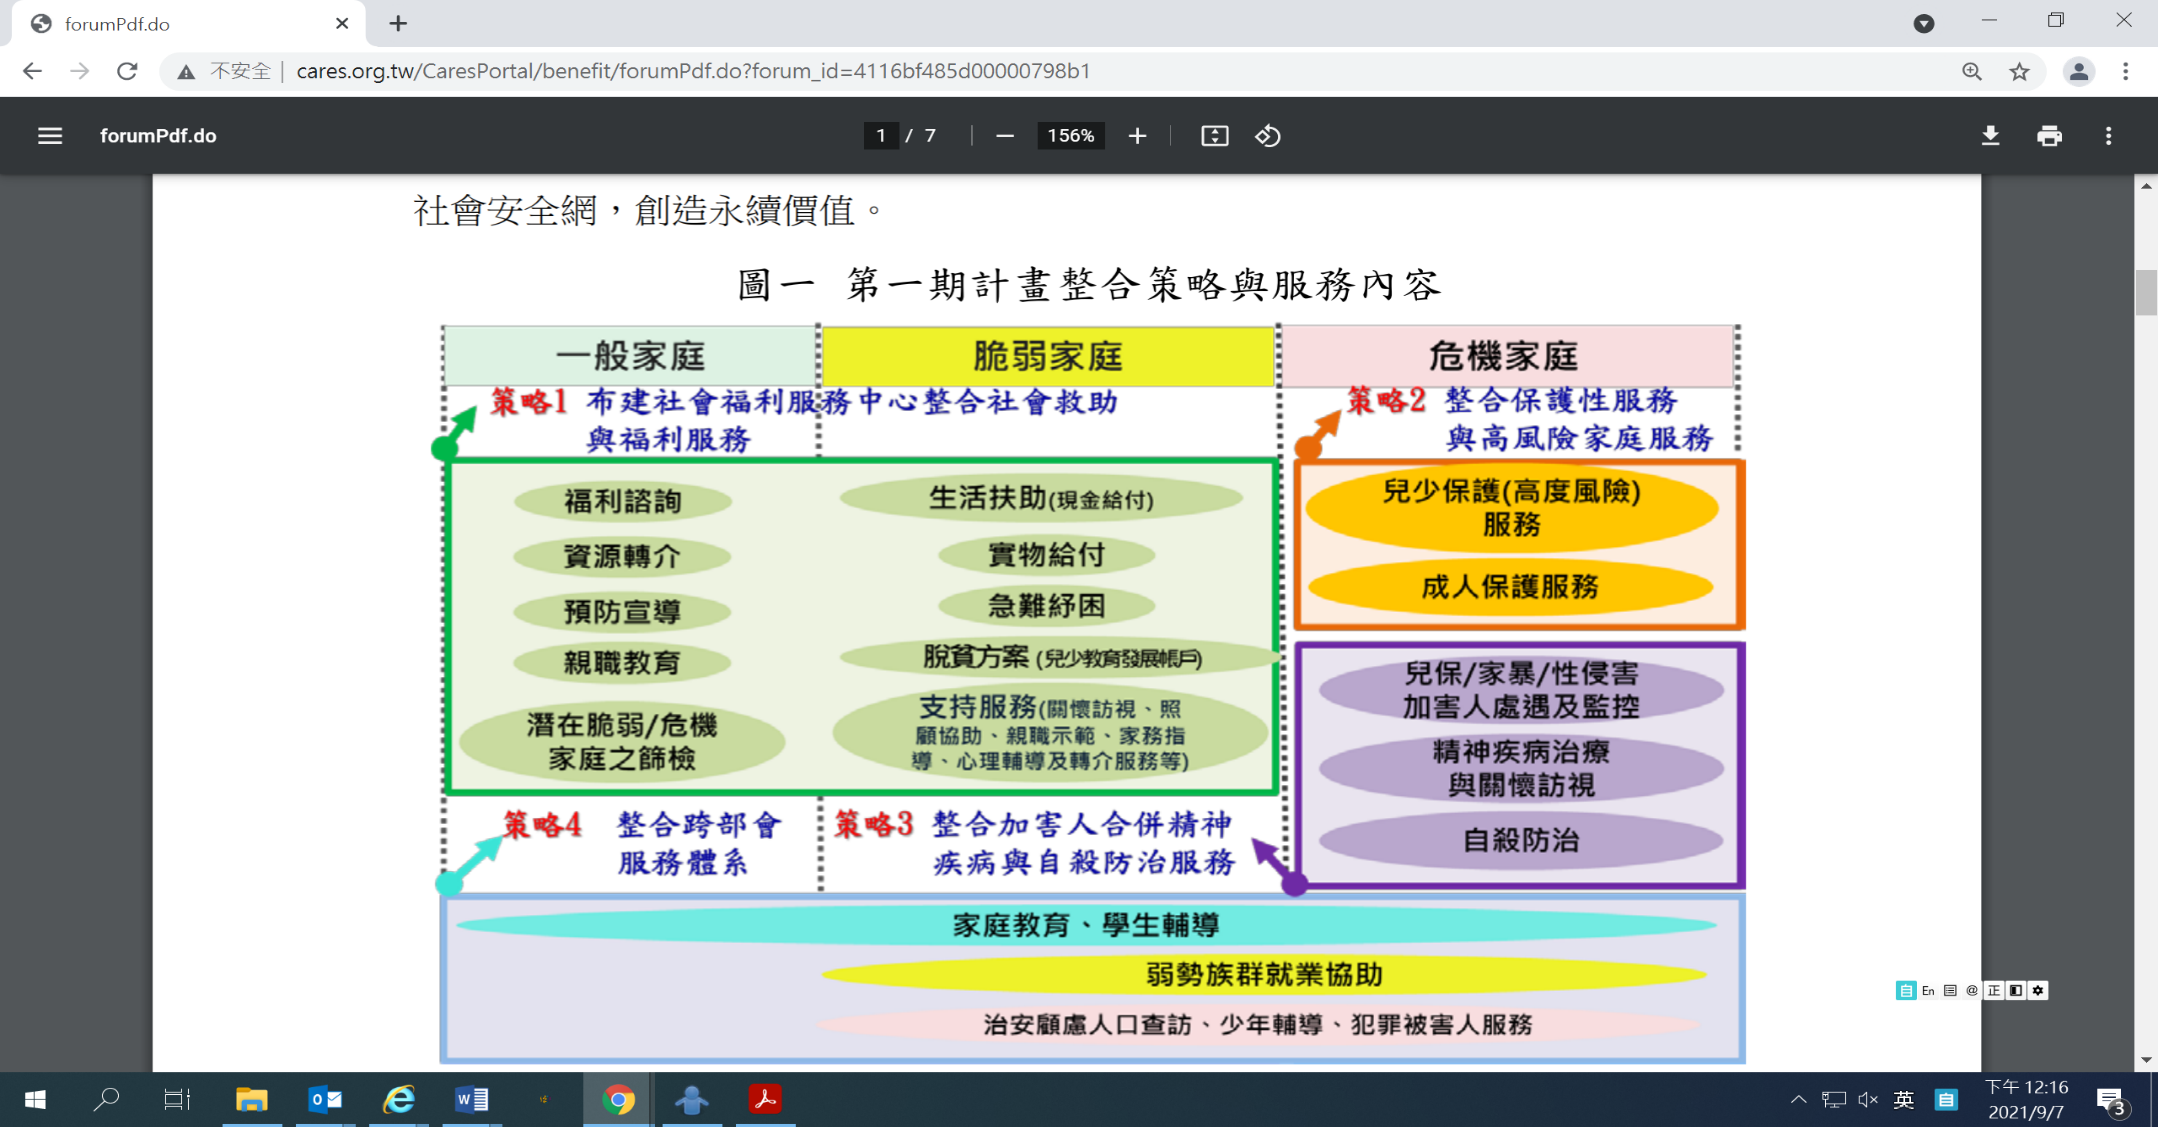 forumPdf.do
不安全 | cares.org.tw/CaresPortal/benefit/forumPdf.do?forum_id=4116bf485d00000798b1
forumPdf.do
1 / 7
156%
社會安全網，創造永續價值。
圖一 第一期計畫整合策略與服務內容
一般家庭
脆弱家庭
危機家庭
策略1 布建社會福利服務中心整合社會救助
與福利服務
策略2 整合保護性服務
與高風險家庭服務
福利諮詢
資源轉介
預防宣導
親職教育
潛在脆弱/危機
家庭之篩檢
生活扶助(現金給付)
實物給付
急難紓困
脫貧方案 (兒少教育發展帳戶)
支持服務(關懷訪視、照
顧協助、親職示範、家務指
導、心理輔導及轉介服務等)
兒少保護(高度風險)
服務
成人保護服務
兒保/家暴/性侵害
加害人處遇及監控
精神疾病治療
與關懷訪視
自殺防治
策略4 整合跨部會
服務體系
策略3 整合加害人合併精神
疾病與自殺防治服務
家庭教育、學生輔導
弱勢族群就業協助
治安顧慮人口查訪、少年輔導、犯罪被害人服務
自 En @ 正
英 自
下午 12:16
2021/9/7
3